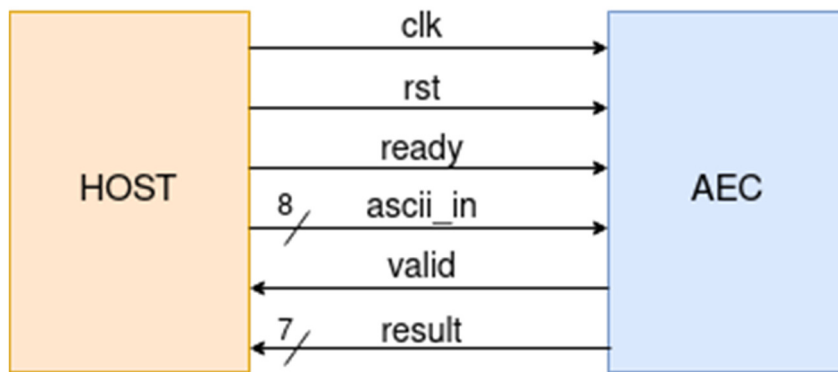 clk
rst
ready
HOST
AEC
8
ascii_in
valid
7
result